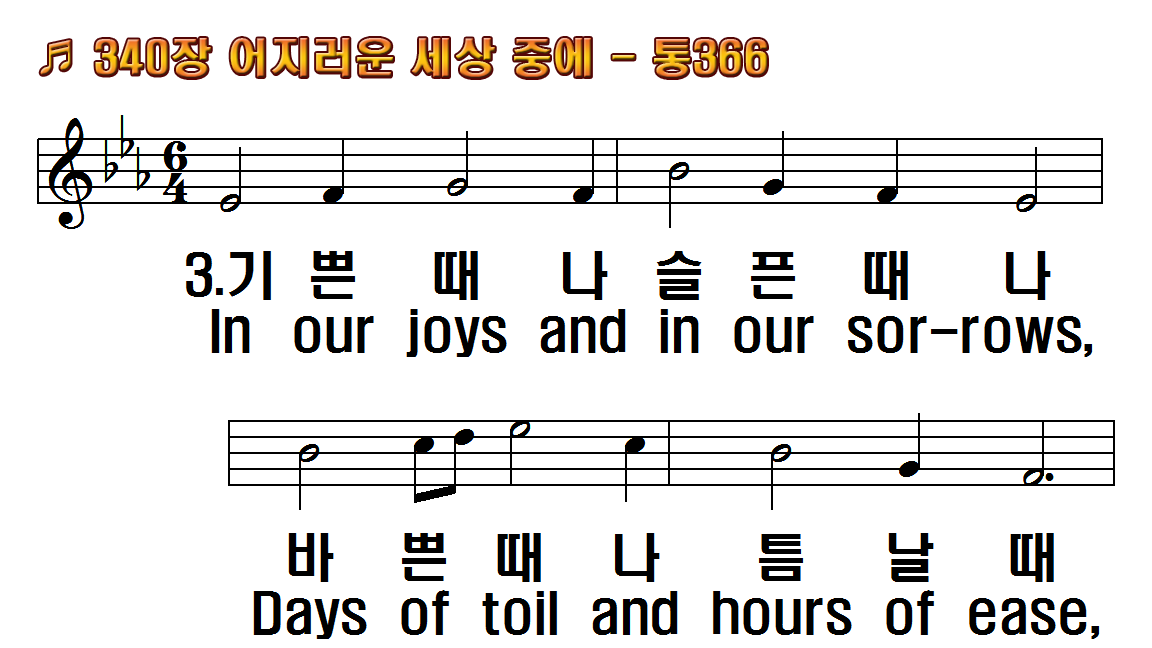 ♬ 340장 어지러운 세상 중에 - 통366
6
4
3.기 쁜 때 나 슬 픈 때 나
In our joys and in our sor-rows,
바 쁜 때 나 틈 날 때
Days of toil and hours of ease,